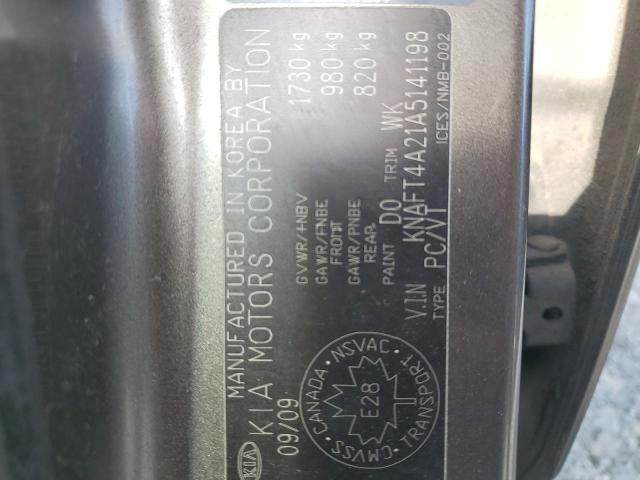 MANUFACTURED IN KOREA BY
KIA MOTORS CORPORATION
09/09
GVWR/PNBV 1730 kg
GAWR/PNBE FRONT 980 kg
GAWR/PNBE REAR 820 kg
PAINT D0 TRIM WK
V.I.N KNAFT4A21A5141198
TYPE PC/VT ICES/NMB-002
CANADA · NSVAC
E28
CMVSS TRANSPORT
KIA